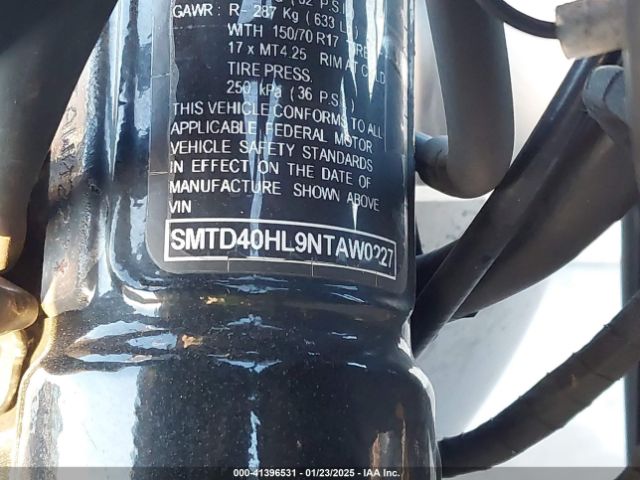 GAWR : R- 287 Kg ( 633 L
WITH 150/70 R17
17 x MT4.25 RIM AT COLD
TIRE PRESS.
250 kPa ( 36 P.S.I.)
THIS VEHICLE CONFORMS TO ALL
APPLICABLE FEDERAL MOTOR
VEHICLE SAFETY STANDARDS
IN EFFECT ON THE DATE OF
MANUFACTURE SHOWN ABOVE
VIN
SMTD40HL9NTAW0227
000-41396531 - 01/23/2025 - IAA Inc.